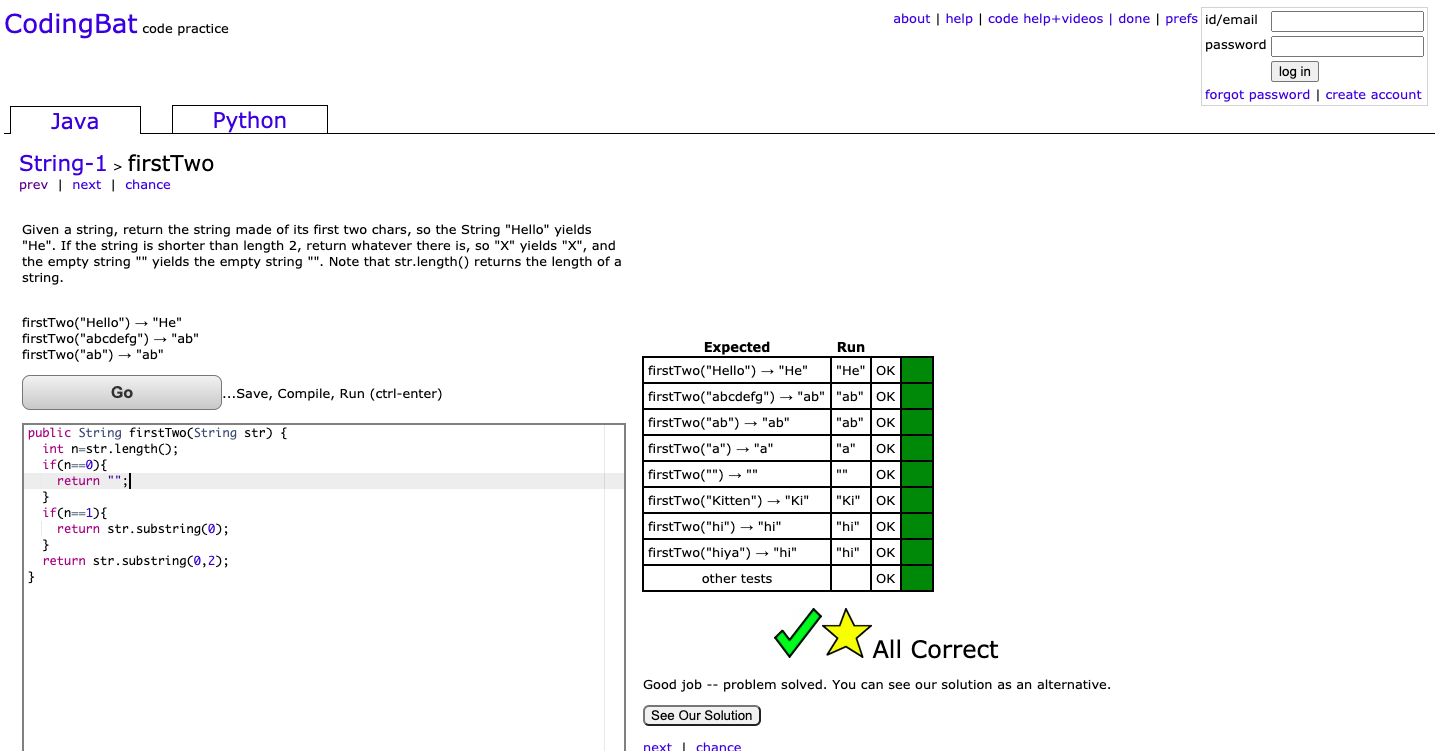 CodingBat code practice
about | help | code help+videos | done | prefs
id/email
password
log in
forgot password | create account
Java
Python
String-1 > firstTwo
prev | next | chance
Given a string, return the string made of its first two chars, so the String "Hello" yields
"He". If the string is shorter than length 2, return whatever there is, so "X" yields "X", and
the empty string "" yields the empty string "". Note that str.length() returns the length of a
string.
firstTwo("Hello") → "He"
firstTwo("abcdefg") → "ab"
firstTwo("ab") → "ab"
Go ...Save, Compile, Run (ctrl-enter)
public String firstTwo(String str) {
  int n=str.length();
  if(n==0){
    return "";
  }
  if(n==1){
    return str.substring(0);
  }
  return str.substring(0,2);
}
Expected Run
firstTwo("Hello") → "He" "He" OK
firstTwo("abcdefg") → "ab" "ab" OK
firstTwo("ab") → "ab" "ab" OK
firstTwo("a") → "a" "a" OK
firstTwo("") → "" "" OK
firstTwo("Kitten") → "Ki" "Ki" OK
firstTwo("hi") → "hi" "hi" OK
firstTwo("hiya") → "hi" "hi" OK
other tests OK
All Correct
Good job -- problem solved. You can see our solution as an alternative.
See Our Solution
next | chance